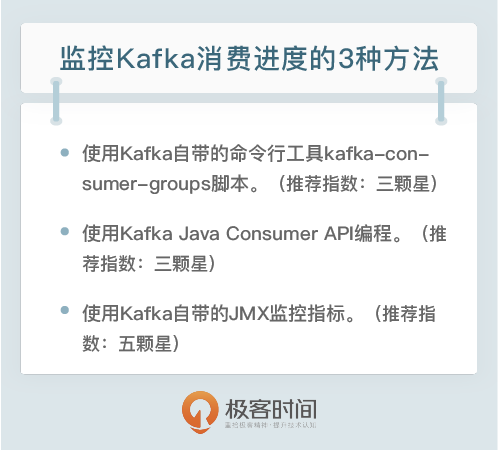 监控Kafka消费进度的3种方法
使用Kafka自带的命令行工具kafka-con-
sumer-groups脚本。（推荐指数：三颗星）
使用Kafka Java Consumer API编程。（推
荐指数：三颗星）
使用Kafka自带的JMX监控指标。（推荐指
数：五颗星）
极客时间